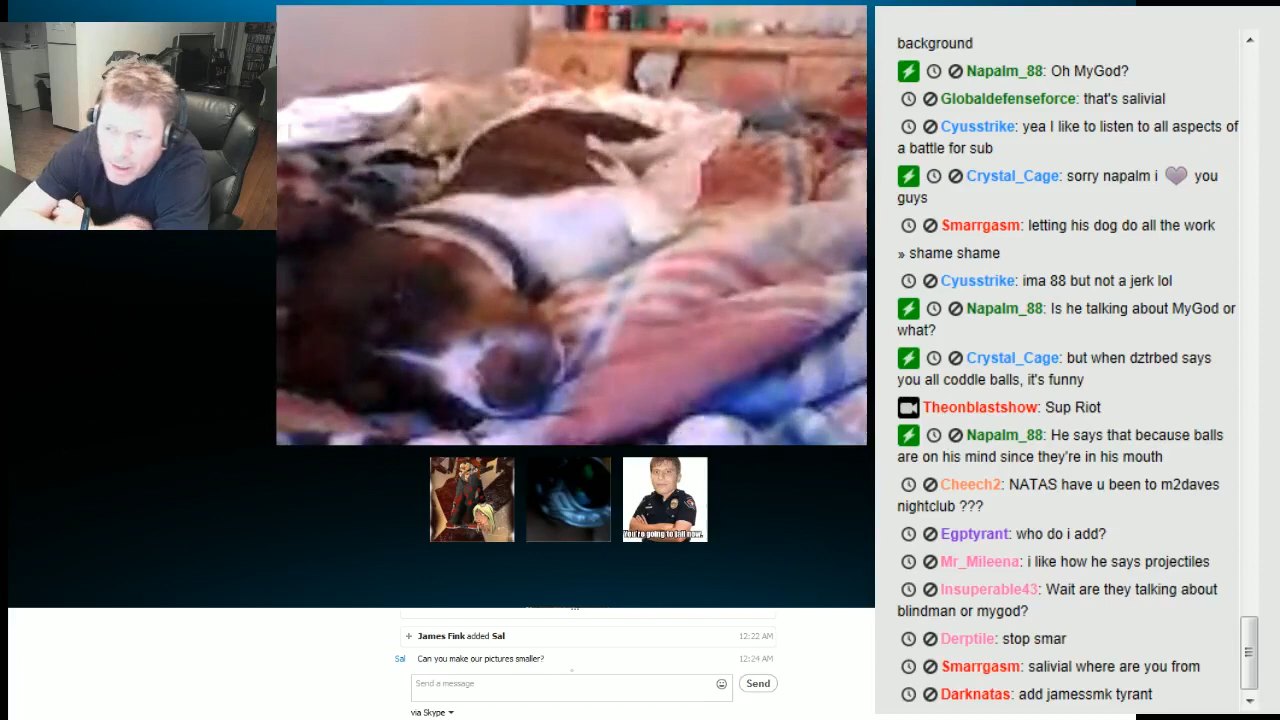 background
Napalm_88: Oh MyGod?
Globaldefenseforce: that's salivial
Cyusstrike: yea I like to listen to all aspects of
a battle for sub
Crystal_Cage: sorry napalm i you
guys
Smarrgasm: letting his dog do all the work
» shame shame
Cyusstrike: ima 88 but not a jerk lol
Napalm_88: Is he talking about MyGod or
what?
Crystal_Cage: but when dztrbed says
you all coddle balls, it's funny
Theonblastshow: Sup Riot
Napalm_88: He says that because balls
are on his mind since they're in his mouth
Cheech2: NATAS have u been to m2daves
nightclub ???
Egptyrant: who do i add?
Mr_Mileena: i like how he says projectiles
Insuperable43: Wait are they talking about
blindman or mygod?
Derptile: stop smar
Smarrgasm: salivial where are you from
Darknatas: add jamessmk tyrant
You're going to jail now.
+ James Fink added Sal 12:22 AM
Sal Can you make our pictures smaller? 12:24 AM
Send a message Send
via Skype